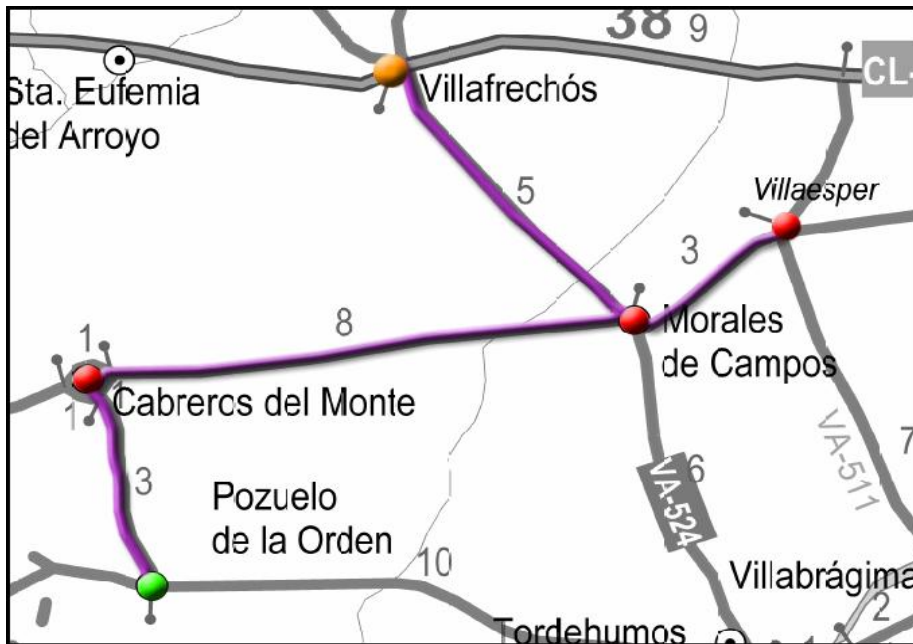 38
9
CL-
Sta. Eufemia
del Arroyo
Villafrechós
5
Villaesper
3
8
Morales
de Campos
1
1
1
Cabreros del Monte
3
Pozuelo
de la Orden
VA-511
7
6
VA-524
10
Villabrágima
2
Tordehumos